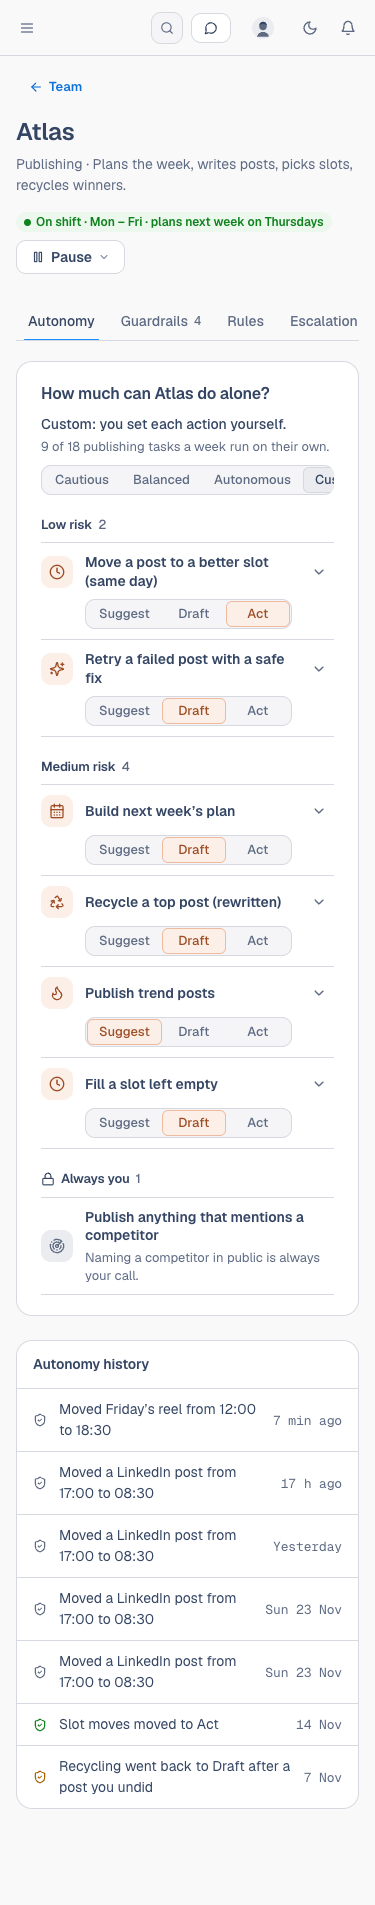 Team
Atlas
Publishing · Plans the week, writes posts, picks slots,
recycles winners.
On shift · Mon – Fri · plans next week on Thursdays
Pause
Autonomy Guardrails 4 Rules Escalation
How much can Atlas do alone?
Custom: you set each action yourself.
9 of 18 publishing tasks a week run on their own.
Cautious Balanced Autonomous Cus
Low risk 2
Move a post to a better slot
(same day)
Suggest Draft Act
Retry a failed post with a safe
fix
Suggest Draft Act
Medium risk 4
Build next week's plan
Suggest Draft Act
Recycle a top post (rewritten)
Suggest Draft Act
Publish trend posts
Suggest Draft Act
Fill a slot left empty
Suggest Draft Act
Always you 1
Publish anything that mentions a
competitor
Naming a competitor in public is always
your call.
Autonomy history
Moved Friday's reel from 12:00
to 18:30
7 min ago
Moved a LinkedIn post from
17:00 to 08:30
17 h ago
Moved a LinkedIn post from
17:00 to 08:30
Yesterday
Moved a LinkedIn post from
17:00 to 08:30
Sun 23 Nov
Moved a LinkedIn post from
17:00 to 08:30
Sun 23 Nov
Slot moves moved to Act
14 Nov
Recycling went back to Draft after a
post you undid
7 Nov